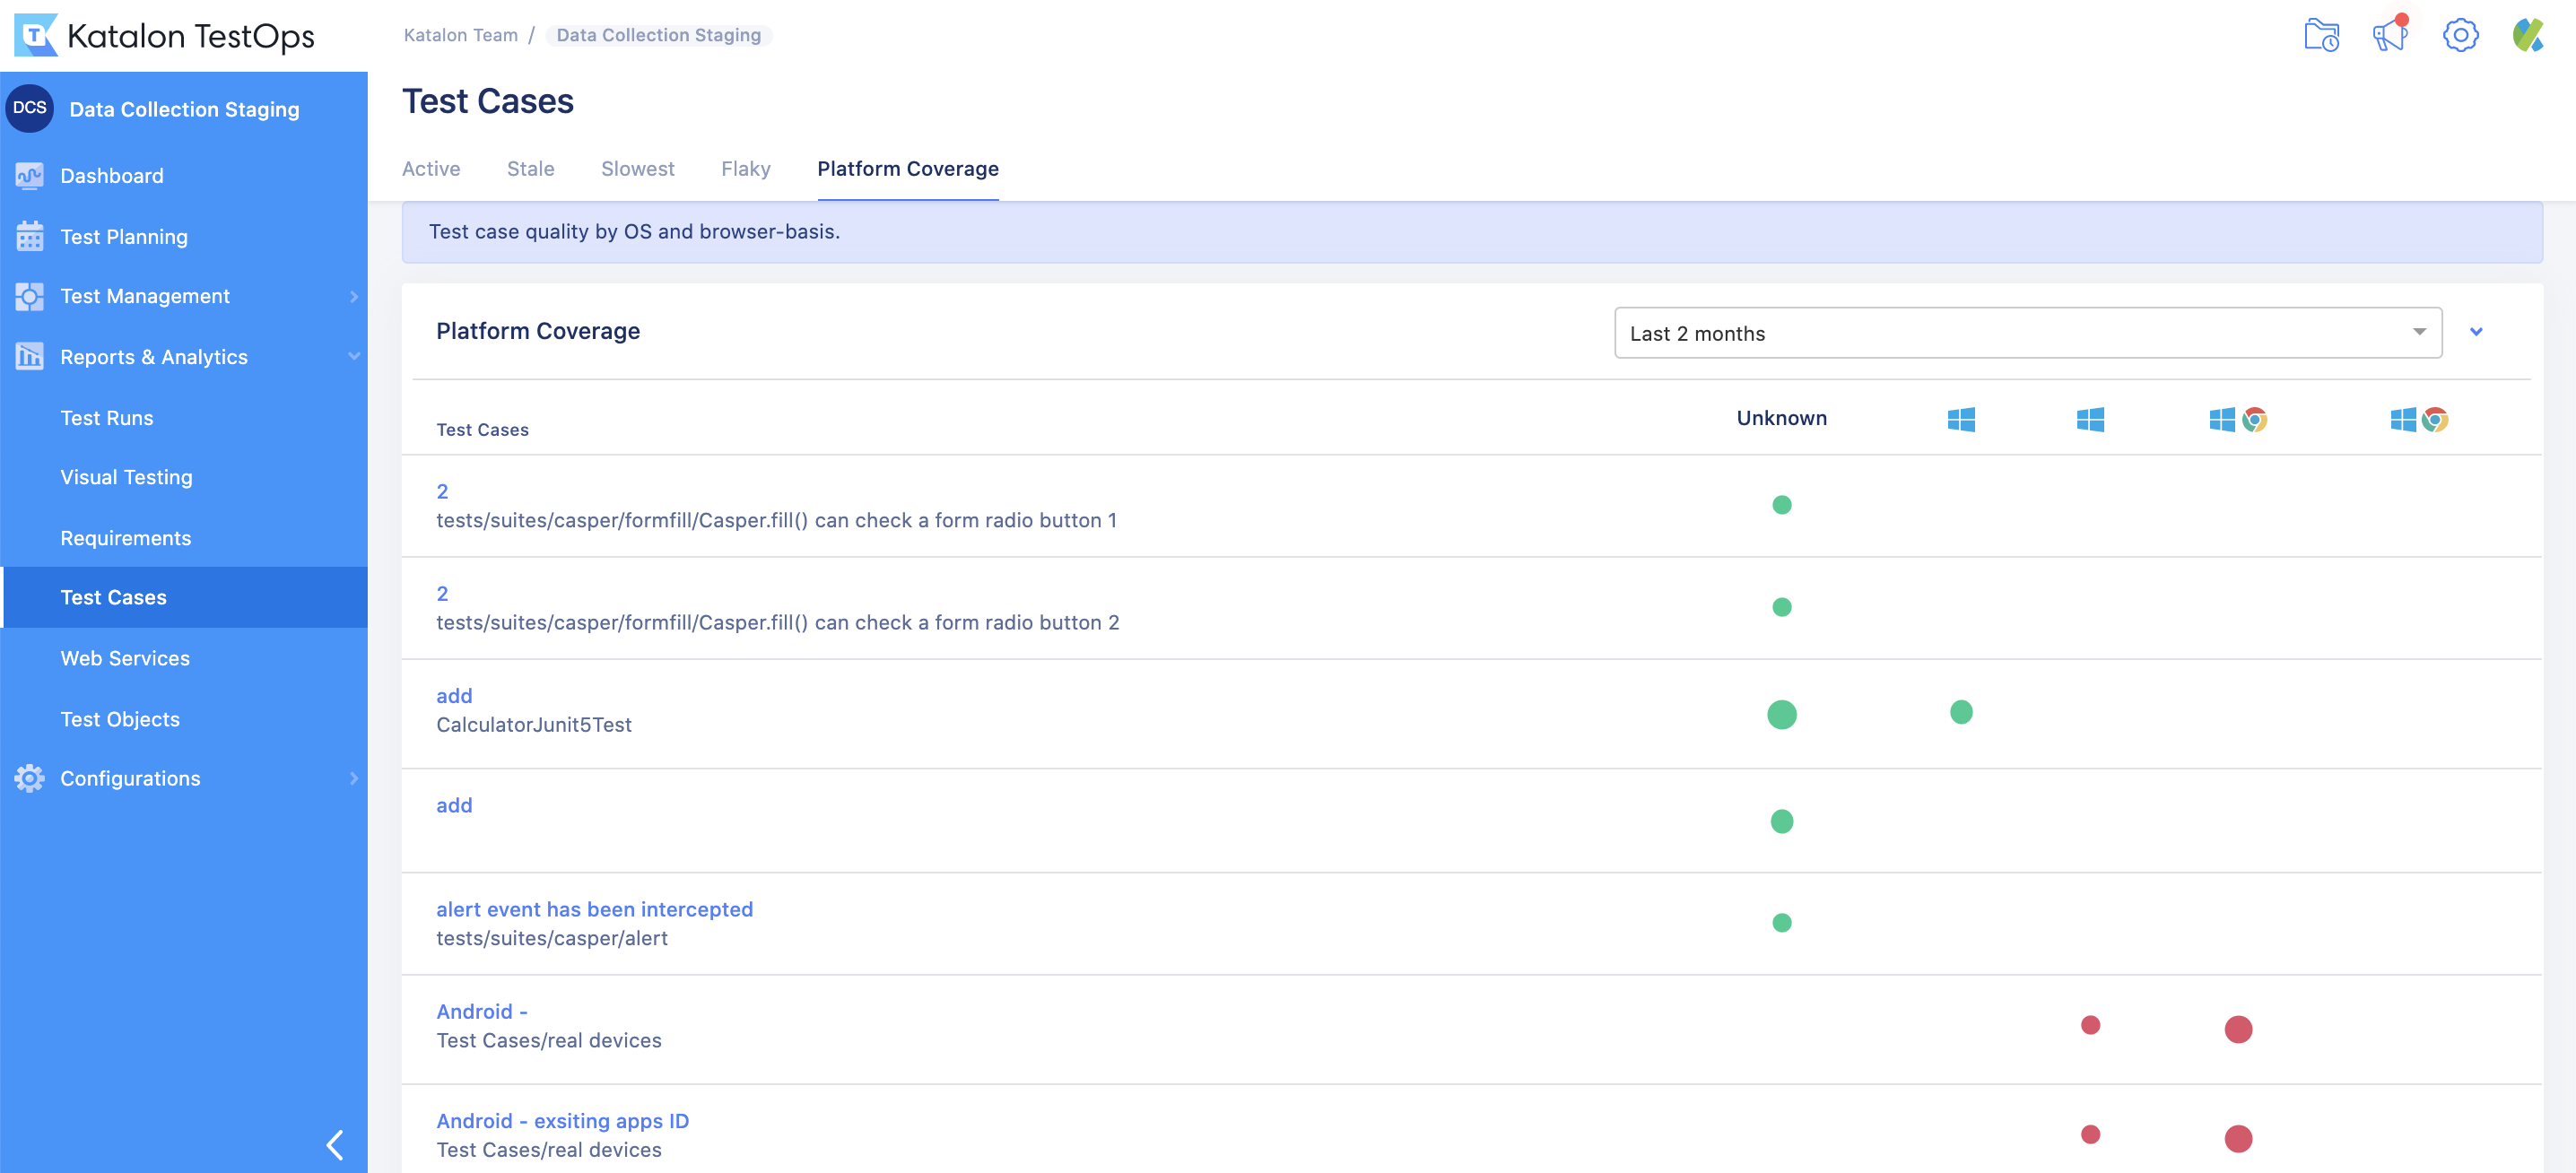 Katalon TestOps
Katalon Team / Data Collection Staging
DCS Data Collection Staging
Dashboard
Test Planning
Test Management
Reports & Analytics
Test Runs
Visual Testing
Requirements
Test Cases
Web Services
Test Objects
Configurations
Test Cases
Active Stale Slowest Flaky Platform Coverage
Test case quality by OS and browser-basis.
Platform Coverage Last 2 months
Test Cases Unknown
2
tests/suites/casper/formfill/Casper.fill() can check a form radio button 1
2
tests/suites/casper/formfill/Casper.fill() can check a form radio button 2
add
CalculatorJunit5Test
add
alert event has been intercepted
tests/suites/casper/alert
Android -
Test Cases/real devices
Android - exsiting apps ID
Test Cases/real devices